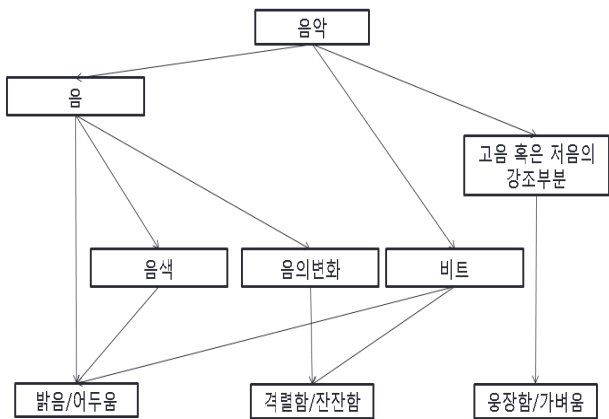 음악
음
고음 혹은 저음의
강조부분
음색
음의변화
비트
밝음/어두움
격렬함/잔잔함
웅장함/가벼움